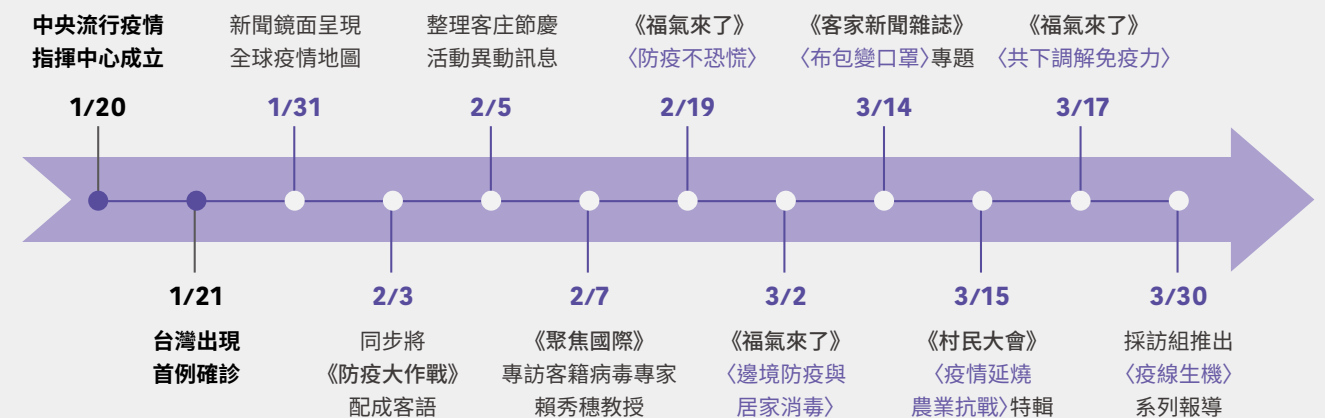 中央流行疫情
指揮中心成立
1/20
新聞鏡面呈現
全球疫情地圖
1/31
整理客庄節慶
活動異動訊息
2/5
《福氣來了》
〈防疫不恐慌〉
2/19
《客家新聞雜誌》
〈布包變口罩〉專題
3/14
《福氣來了》
〈共下調解免疫力〉
3/17
1/21
台灣出現
首例確診
2/3
同步將
《防疫大作戰》
配成客語
2/7
《聚焦國際》
專訪客籍病毒專家
賴秀穗教授
3/2
《福氣來了》
〈邊境防疫與
居家消毒〉
3/15
《村民大會》
〈疫情延燒
農業抗戰〉特輯
3/30
採訪組推出
〈疫線生機〉
系列報導